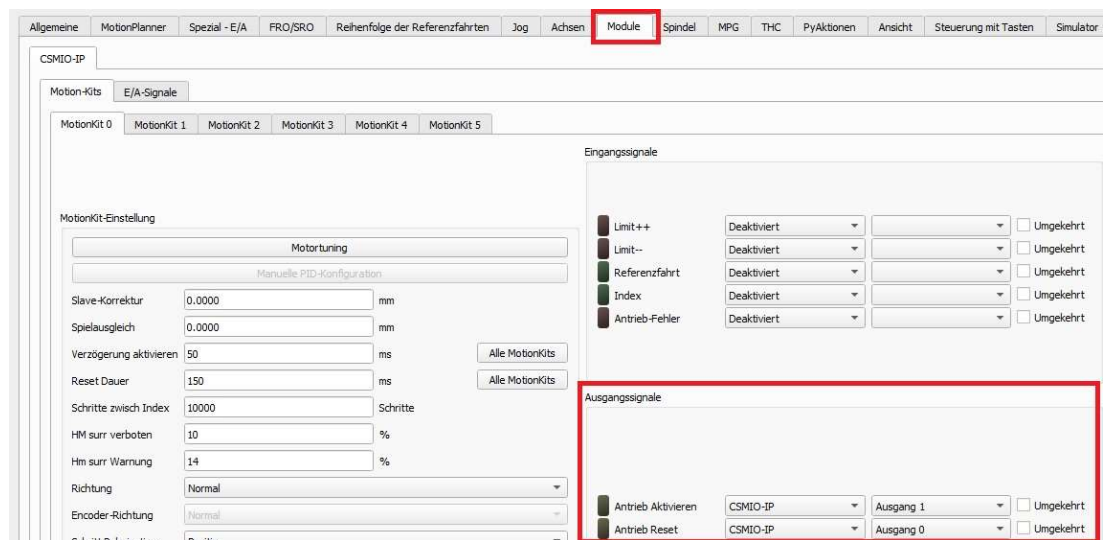 Allgemeine MotionPlanner Spezial - E/A FRO/SRO Reihenfolge der Referenzfahrten Jog Achsen Module Spindel MPG THC PyAktionen Ansicht Steuerung mit Tasten Simulator
CSMIO-IP
Motion-Kits E/A-Signale
MotionKit 0 MotionKit 1 MotionKit 2 MotionKit 3 MotionKit 4 MotionKit 5
Eingangssignale
Limit++ Deaktiviert Umgekehrt
Limit-- Deaktiviert Umgekehrt
Referenzfahrt Deaktiviert Umgekehrt
Index Deaktiviert Umgekehrt
Antrieb-Fehler Deaktiviert Umgekehrt
MotionKit-Einstellung
Motortuning
Manuelle PID-Konfiguration
Slave-Korrektur 0.0000 mm
Spielausgleich 0.0000 mm
Verzögerung aktivieren 50 ms Alle MotionKits
Reset Dauer 150 ms Alle MotionKits
Schritte zwisch Index 10000 Schritte
HM surr verboten 10 %
Hm surr Warnung 14 %
Richtung Normal
Encoder-Richtung Normal
Ausgangssignale
Antrieb Aktivieren CSMIO-IP Ausgang 1 Umgekehrt
Antrieb Reset CSMIO-IP Ausgang 0 Umgekehrt